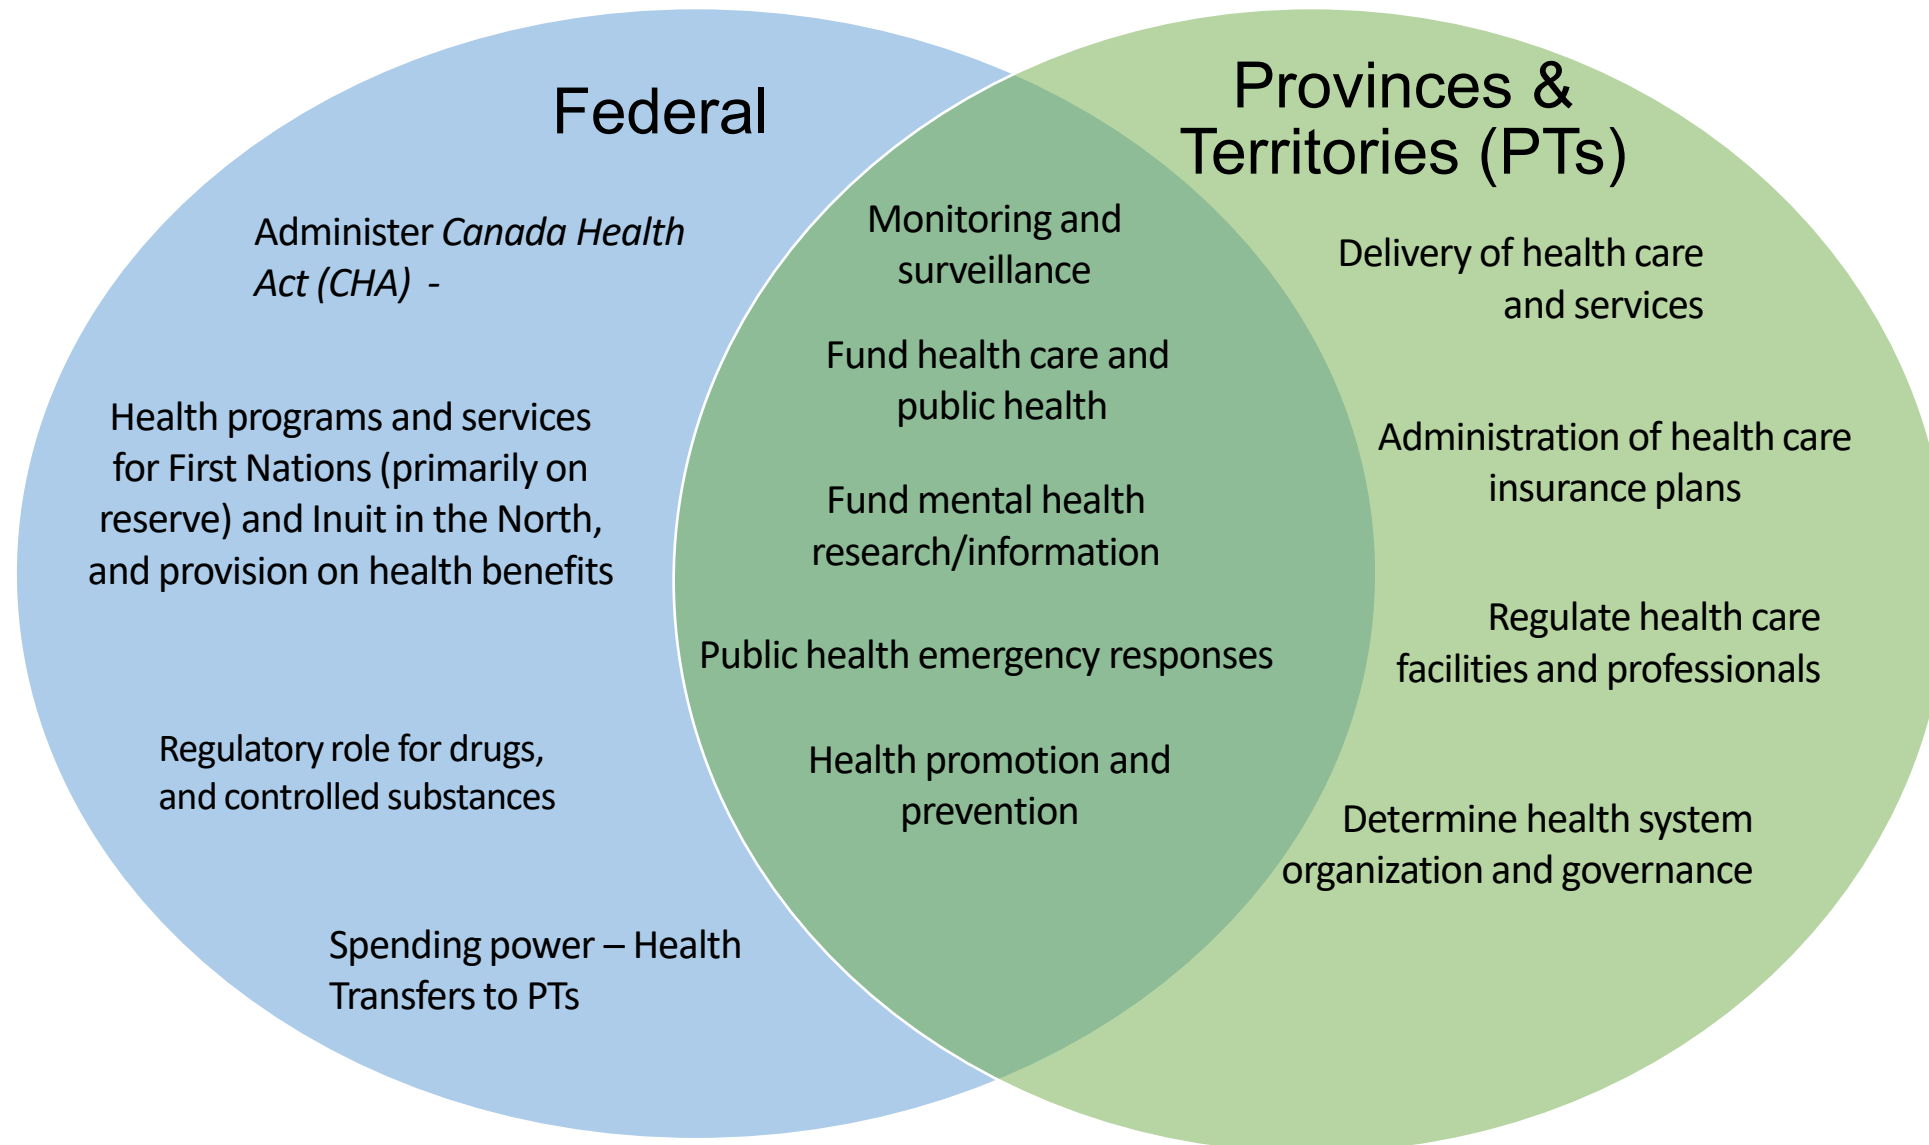 Federal
Administer Canada Health
Act (CHA)  -
Health programs and services
for First Nations (primarily on
reserve) and Inuit in the North,
and provision on health benefits
Regulatory role for drugs,
and controlled substances
Spending power – Health
Transfers to PTs
Monitoring and
surveillance
Fund health care and
public health
Fund mental health
research/information
Public health emergency responses
Health promotion and
prevention
Provinces &
Territories (PTs)
Delivery of health care
and services
Administration of health care
insurance plans
Regulate health care
facilities and professionals
Determine health system
organization and governance